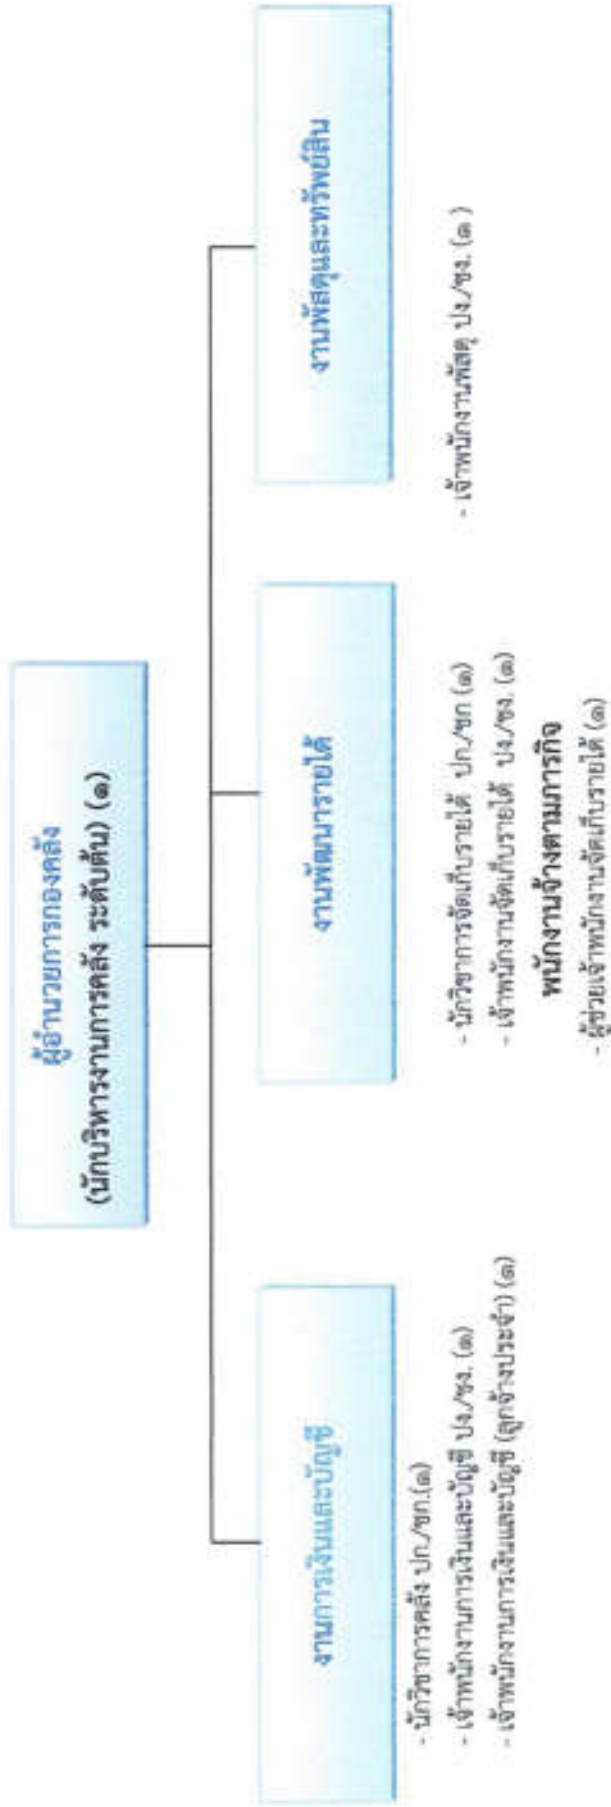 ผู้อำนวยการกองคลัง
(นักบริหารงานการคลัง ระดับต้น) (๑)
งานการเงินและบัญชี
- นักวิชาการคลัง ปก./ชก.(๑)
- เจ้าพนักงานการเงินและบัญชี ปง./ชง. (๑)
- เจ้าพนักงานการเงินและบัญชี (ลูกจ้างประจำ) (๑)
งานพัฒนารายได้
- นักวิชาการจัดเก็บรายได้ ปก./ชก (๑)
- เจ้าพนักงานจัดเก็บรายได้ ปง./ชง. (๑)
พนักงานจ้างตามภารกิจ
- ผู้ช่วยเจ้าพนักงานจัดเก็บรายได้ (๑)
งานพัสดุและทรัพย์สิน
- เจ้าพนักงานพัสดุ ปง./ชง. (๑ )